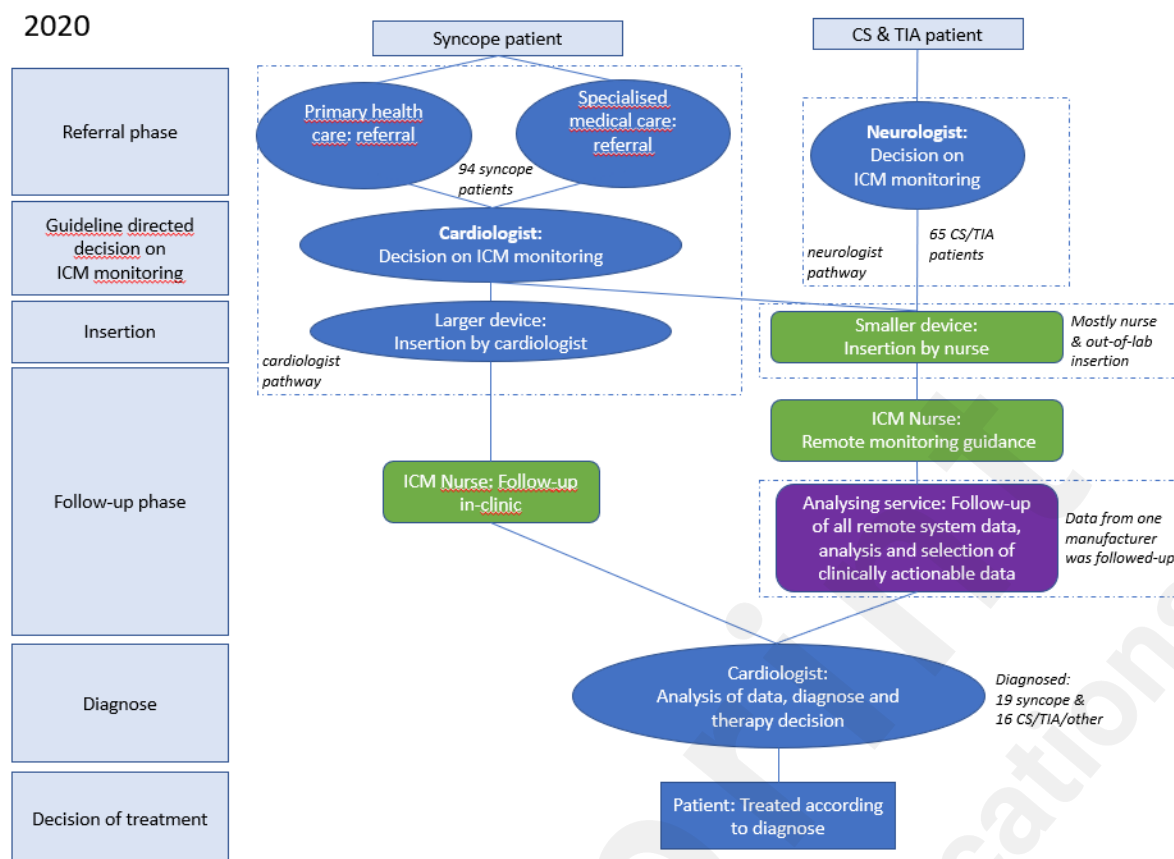 2020
Syncope patient
CS & TIA patient
Referral phase
Primary health
care: referral
Specialised
medical care:
referral
94 syncope
patients
Neurologist:
Decision on
ICM monitoring
Guideline directed
decision on
ICM monitoring
Cardiologist:
Decision on ICM monitoring
neurologist
pathway
65 CS/TIA
patients
Insertion
Larger device:
Insertion by cardiologist
cardiologist
pathway
Smaller device:
Insertion by nurse
Mostly nurse
& out-of-lab
insertion
Follow-up phase
ICM Nurse: Follow-up
in-clinic
ICM Nurse:
Remote monitoring guidance
Analysing service: Follow-up
of all remote system data,
analysis and selection of
clinically actionable data
Data from one
manufacturer
was followed-up
Diagnose
Cardiologist:
Analysis of data, diagnose and
therapy decision
Diagnosed:
19 syncope &
16 CS/TIA/other
Decision of treatment
Patient: Treated according
to diagnose